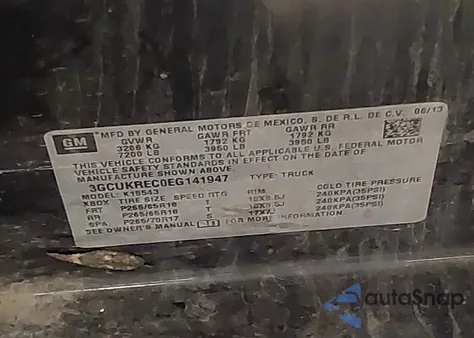 GM
MFD BY GENERAL MOTORS DE MEXICO, S. DE R.L. DE C.V. 06/13
GVWR GAWR FRT GAWR RR
3266 KG 1792 KG 1792 KG
7200 LB 3950 LB 3950 LB
THIS VEHICLE CONFORMS TO ALL APPLICABLE U.S. FEDERAL MOTOR
VEHICLE SAFETY STANDARDS IN EFFECT ON THE DATE OF
MANUFACTURE SHOWN ABOVE.
3GCUKREC0EG141947 TYPE: TRUCK
MODEL: K15543
TIRE SIZE SPEED RTG RIM COLD TIRE PRESSURE
FRT P265/65R18 T 240KPA(35PSI)
RR P265/65R18 T 240KPA(35PSI)
SPA P265/70R17 S 17X7J 240KPA(35PSI)
SEE OWNER'S MANUAL FOR MORE INFORMATION.
autoSnap